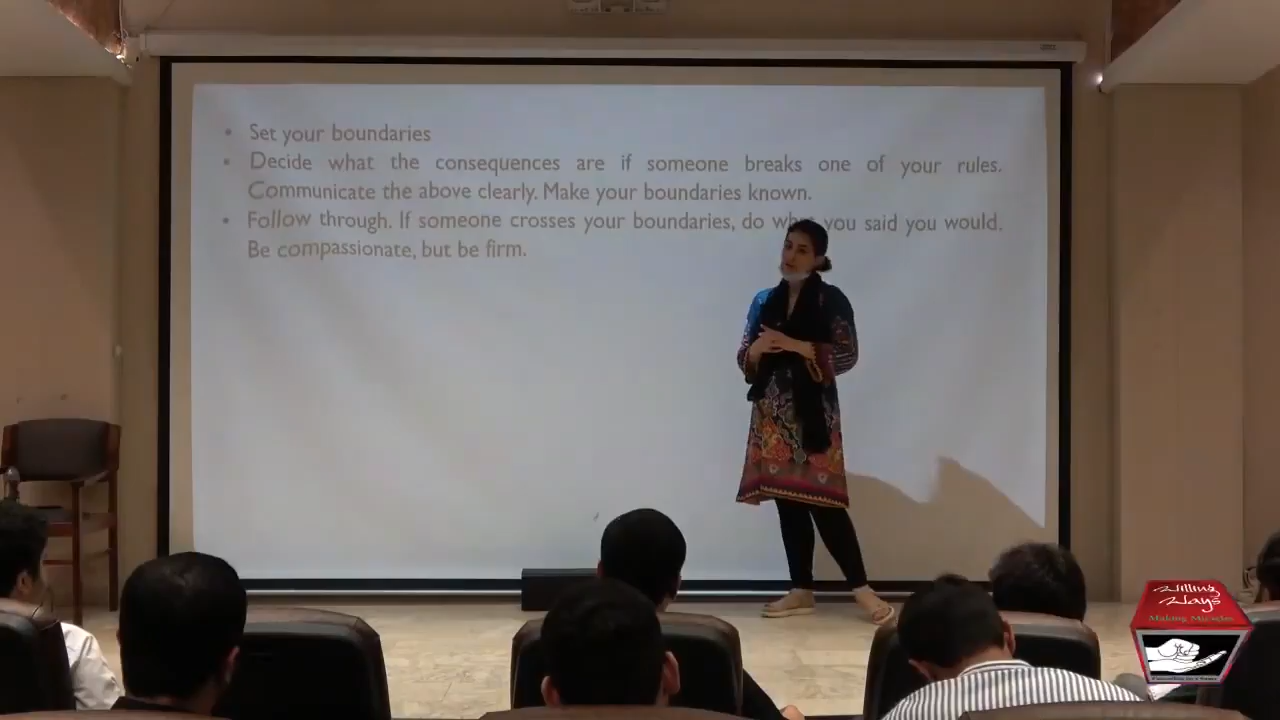 • Set your boundaries
• Decide what the consequences are if someone breaks one of your rules.
Communicate the above clearly. Make your boundaries known.
• Follow through. If someone crosses your boundaries, do what you said you would.
Be compassionate, but be firm.
Willing
Ways
Making Miracles